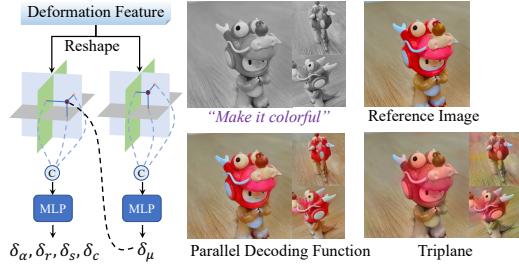 Deformation Feature
Reshape
C
C
MLP
MLP
δα, δr, δs, δc
δμ
"Make it colorful"
Reference Image
Parallel Decoding Function
Triplane